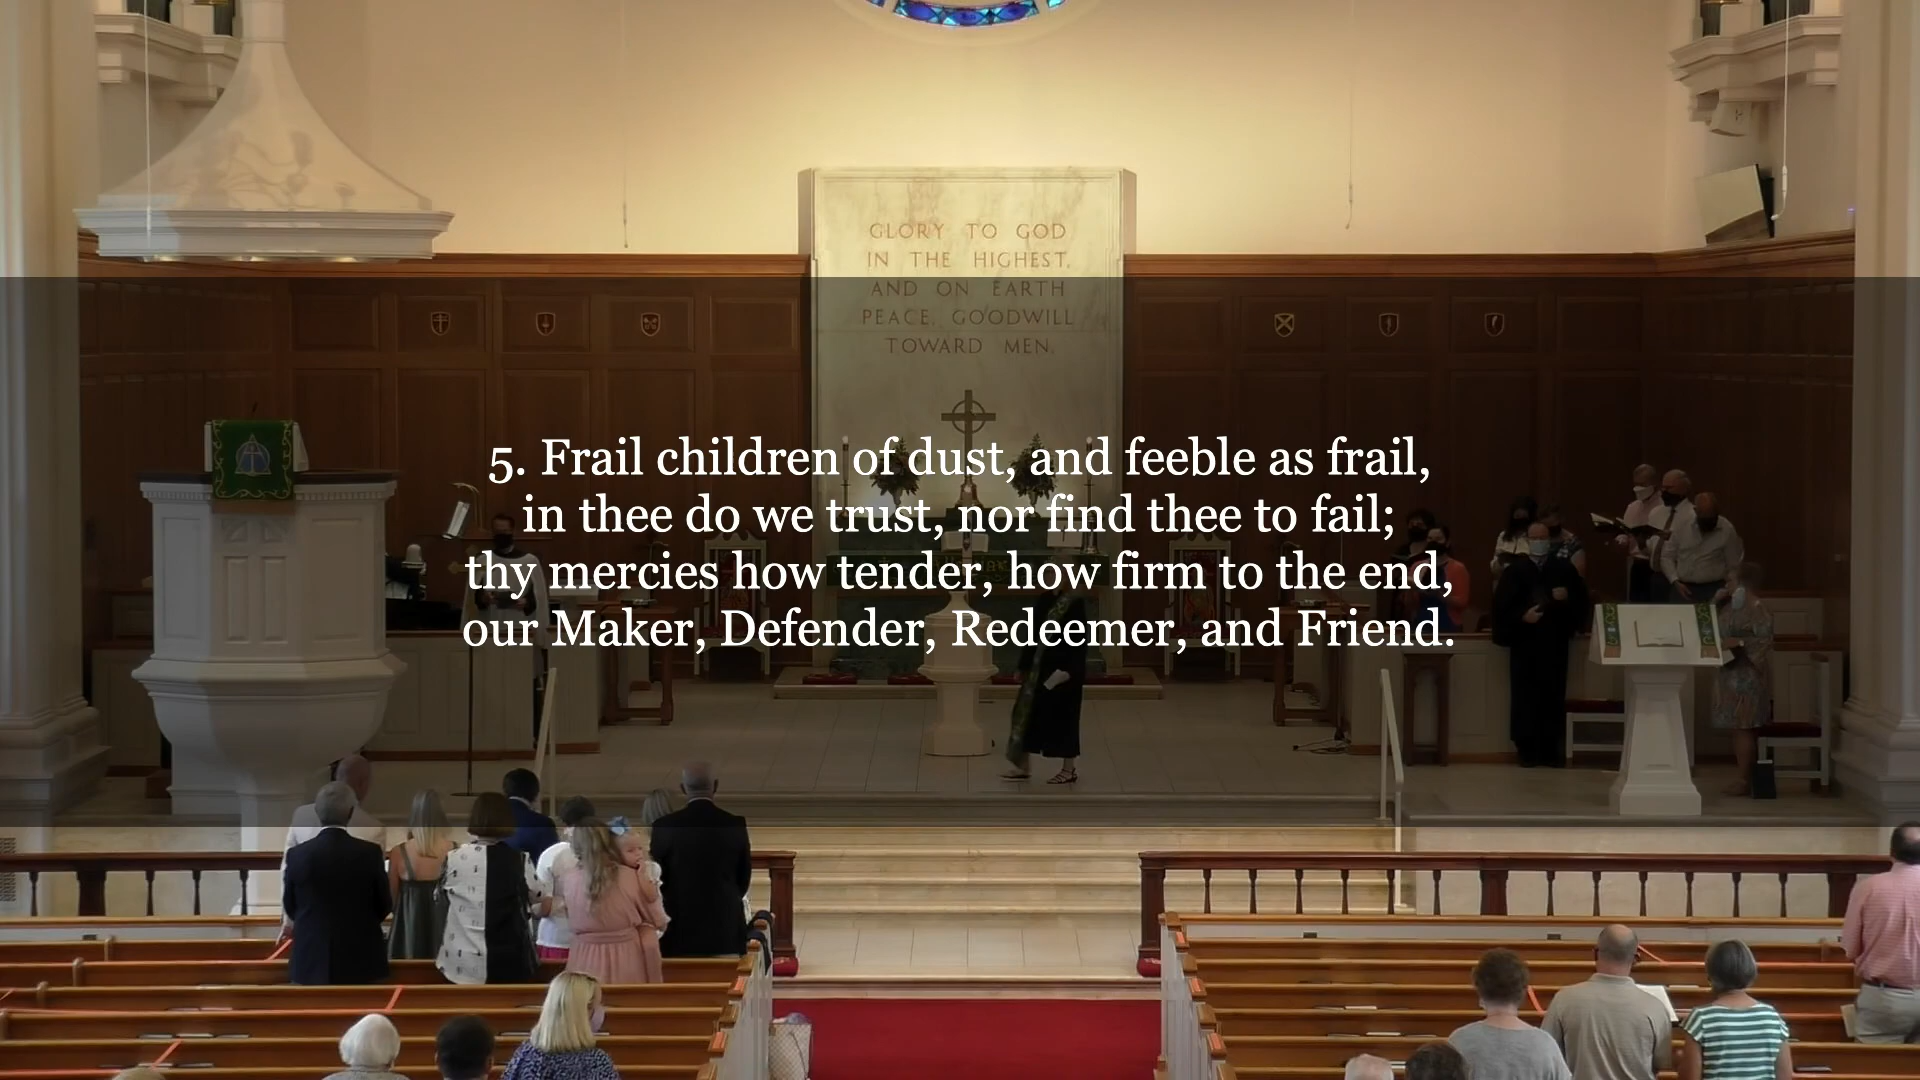 GLORY TO GOD
IN THE HIGHEST,
AND ON EARTH
PEACE, GOODWILL
TOWARD MEN.
5. Frail children of dust, and feeble as frail,
in thee do we trust, nor find thee to fail;
thy mercies how tender, how firm to the end,
our Maker, Defender, Redeemer, and Friend.